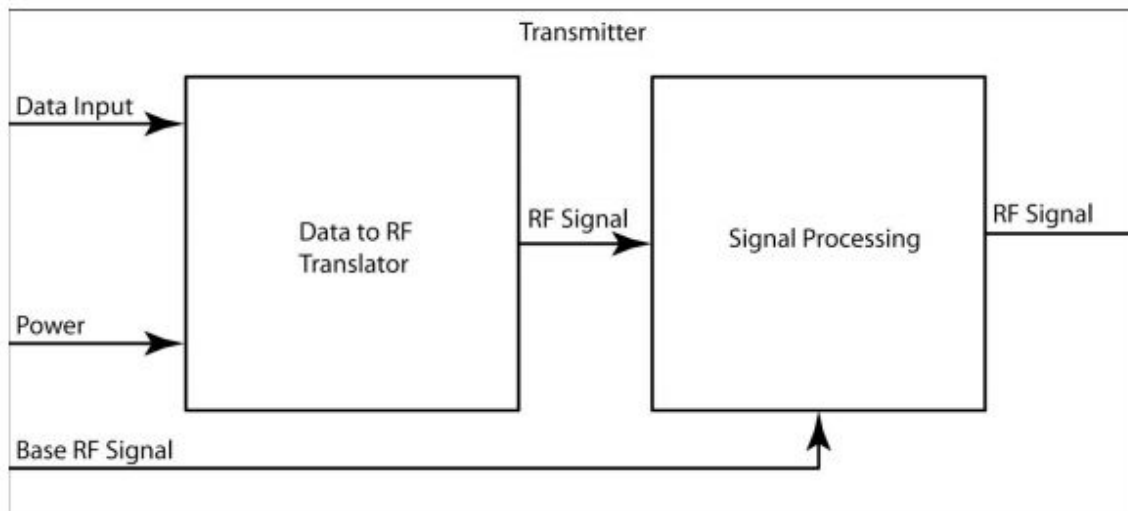 Transmitter
Data Input
Data to RF
Translator
RF Signal
Signal Processing
RF Signal
Power
Base RF Signal